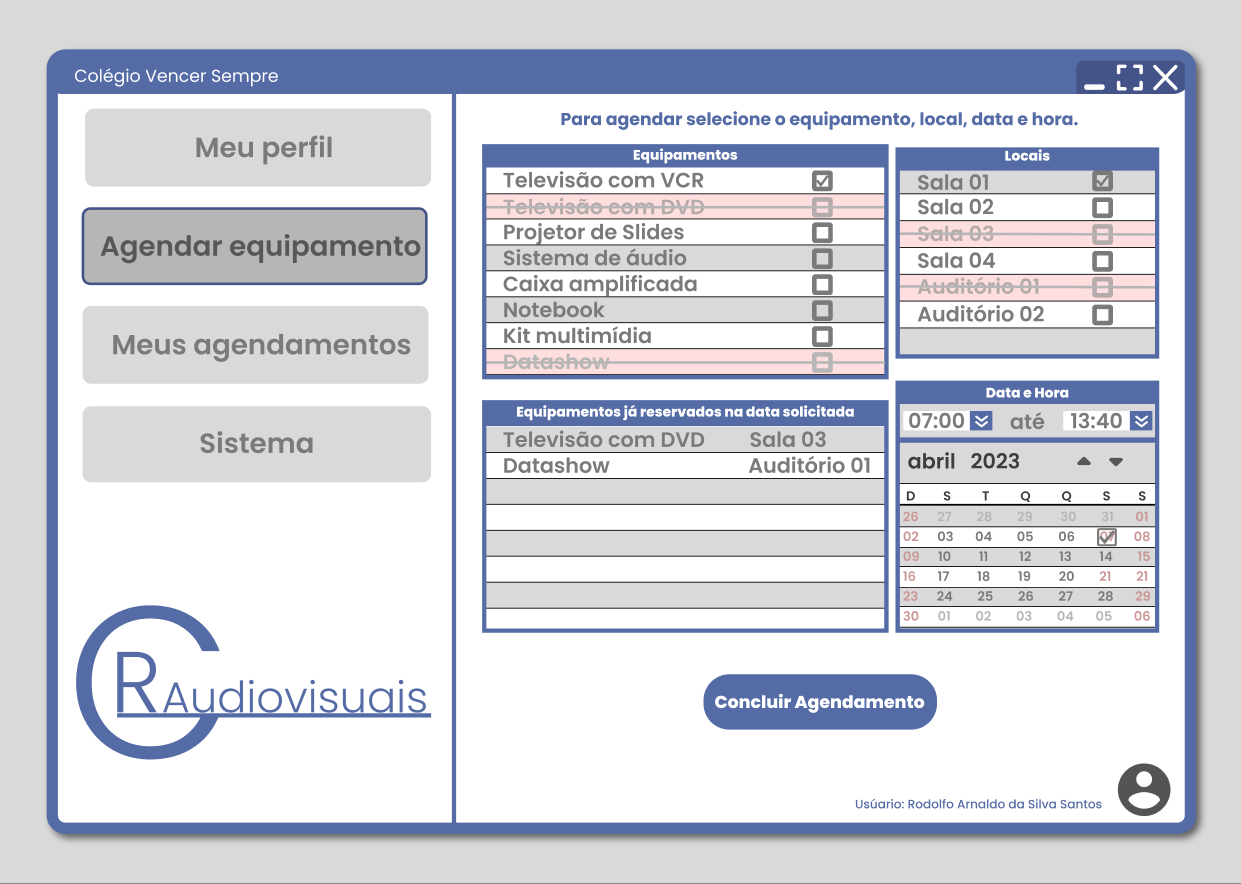 Colégio Vencer Sempre
Meu perfil
Agendar equipamento
Meus agendamentos
Sistema
CRAudiovisuais
Para agendar selecione o equipamento, local, data e hora.
Equipamentos
Televisão com VCR
Televisão com DVD
Projetor de Slides
Sistema de áudio
Caixa amplificada
Notebook
Kit multimídia
Datashow
Locais
Sala 01
Sala 02
Sala 03
Sala 04
Auditório 01
Auditório 02
Equipamentos já reservados na data solicitada
Televisão com DVD Sala 03
Datashow Auditório 01
Data e Hora
07:00 até 13:40
abril 2023
D S T Q Q S S
26 27 28 29 30 31 01
02 03 04 05 06 07 08
09 10 11 12 13 14 15
16 17 18 19 20 21 21
23 24 25 26 27 28 29
30 01 02 03 04 05 06
Concluir Agendamento
Usúario: Rodolfo Arnaldo da Silva Santos